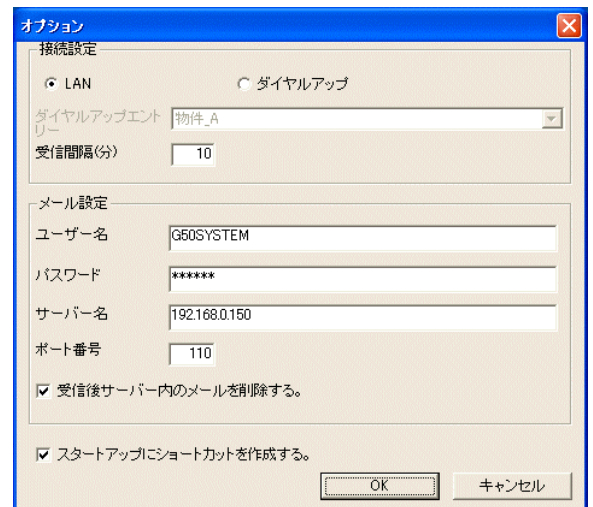 オプション
接続設定
LAN
ダイヤルアップ
ダイヤルアップエント
リー
物件_A
受信間隔(分)
10
メール設定
ユーザー名
G50SYSTEM
パスワード
******
サーバー名
192.168.0.150
ポート番号
110
受信後サーバー内のメールを削除する。
スタートアップにショートカットを作成する。
OK
キャンセル